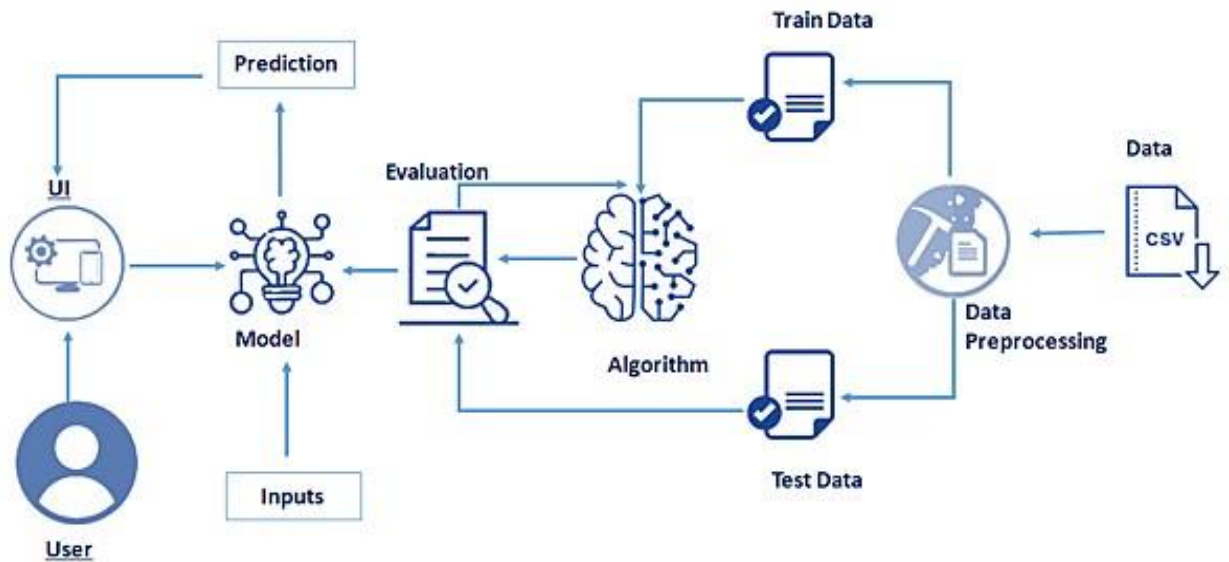 Train Data
Prediction
Data
Evaluation
UI
CSV
Data
Preprocessing
Model
Algorithm
Test Data
Inputs
User